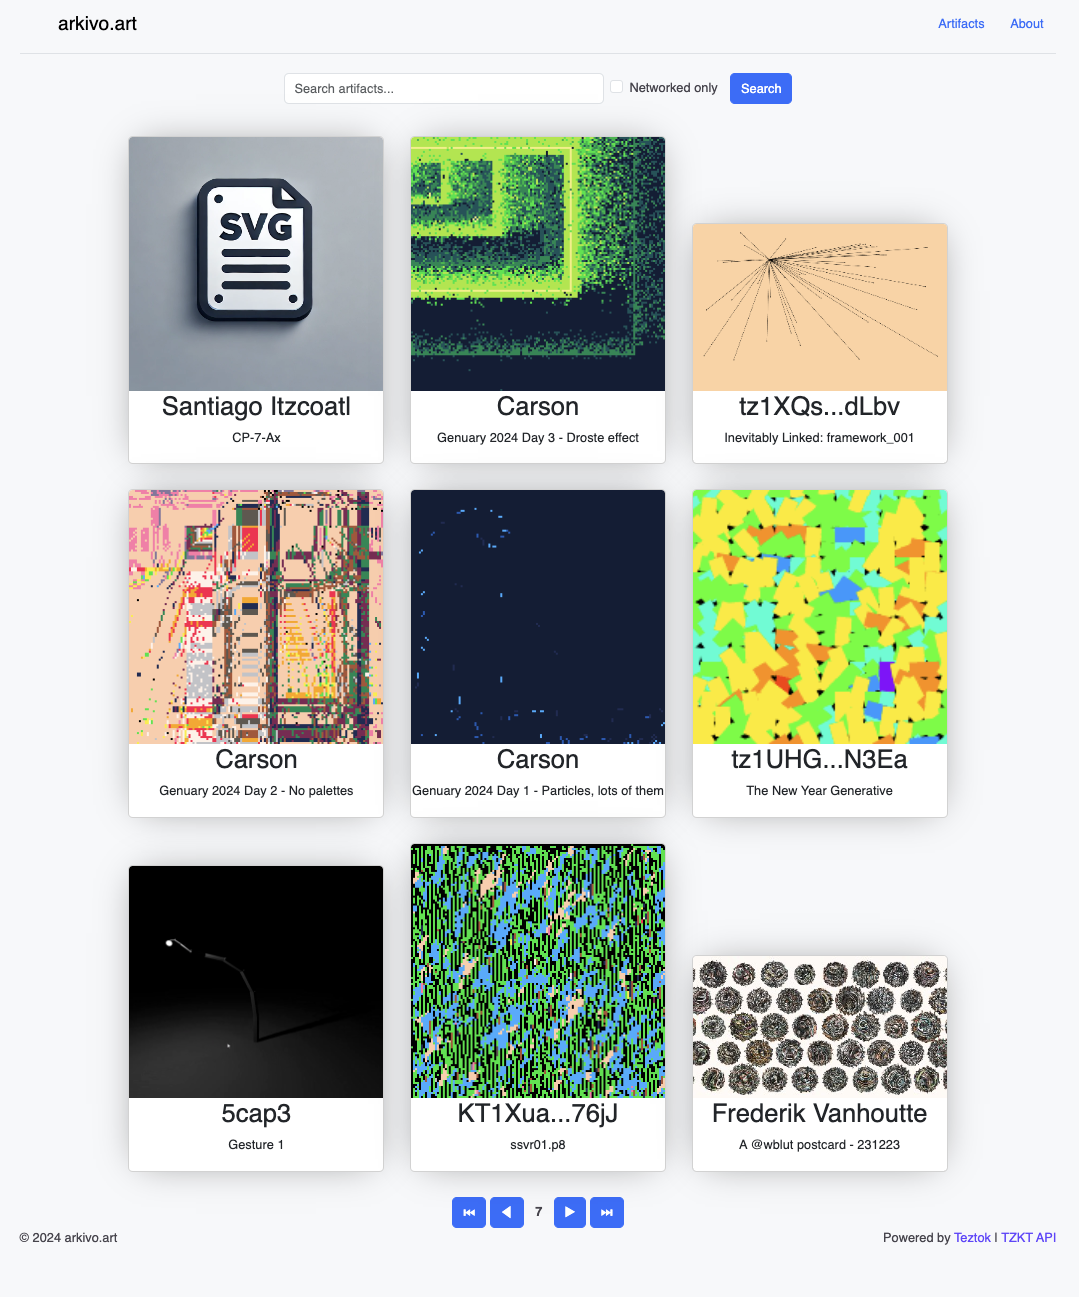 arkivo.art
Artifacts
About
Search artifacts...
Networked only
Search
SVG
Santiago Itzcoatl
CP-7-Ax
Carson
Genuary 2024 Day 3 - Droste effect
tz1XQs...dLbv
Inevitably Linked: framework_001
Carson
Genuary 2024 Day 2 - No palettes
Carson
Genuary 2024 Day 1 - Particles, lots of them
tz1UHG...N3Ea
The New Year Generative
5cap3
Gesture 1
KT1Xua...76jJ
ssvr01.p8
Frederik Vanhoutte
A @wblut postcard - 231223
7
© 2024 arkivo.art
Powered by Teztok | TZKT API